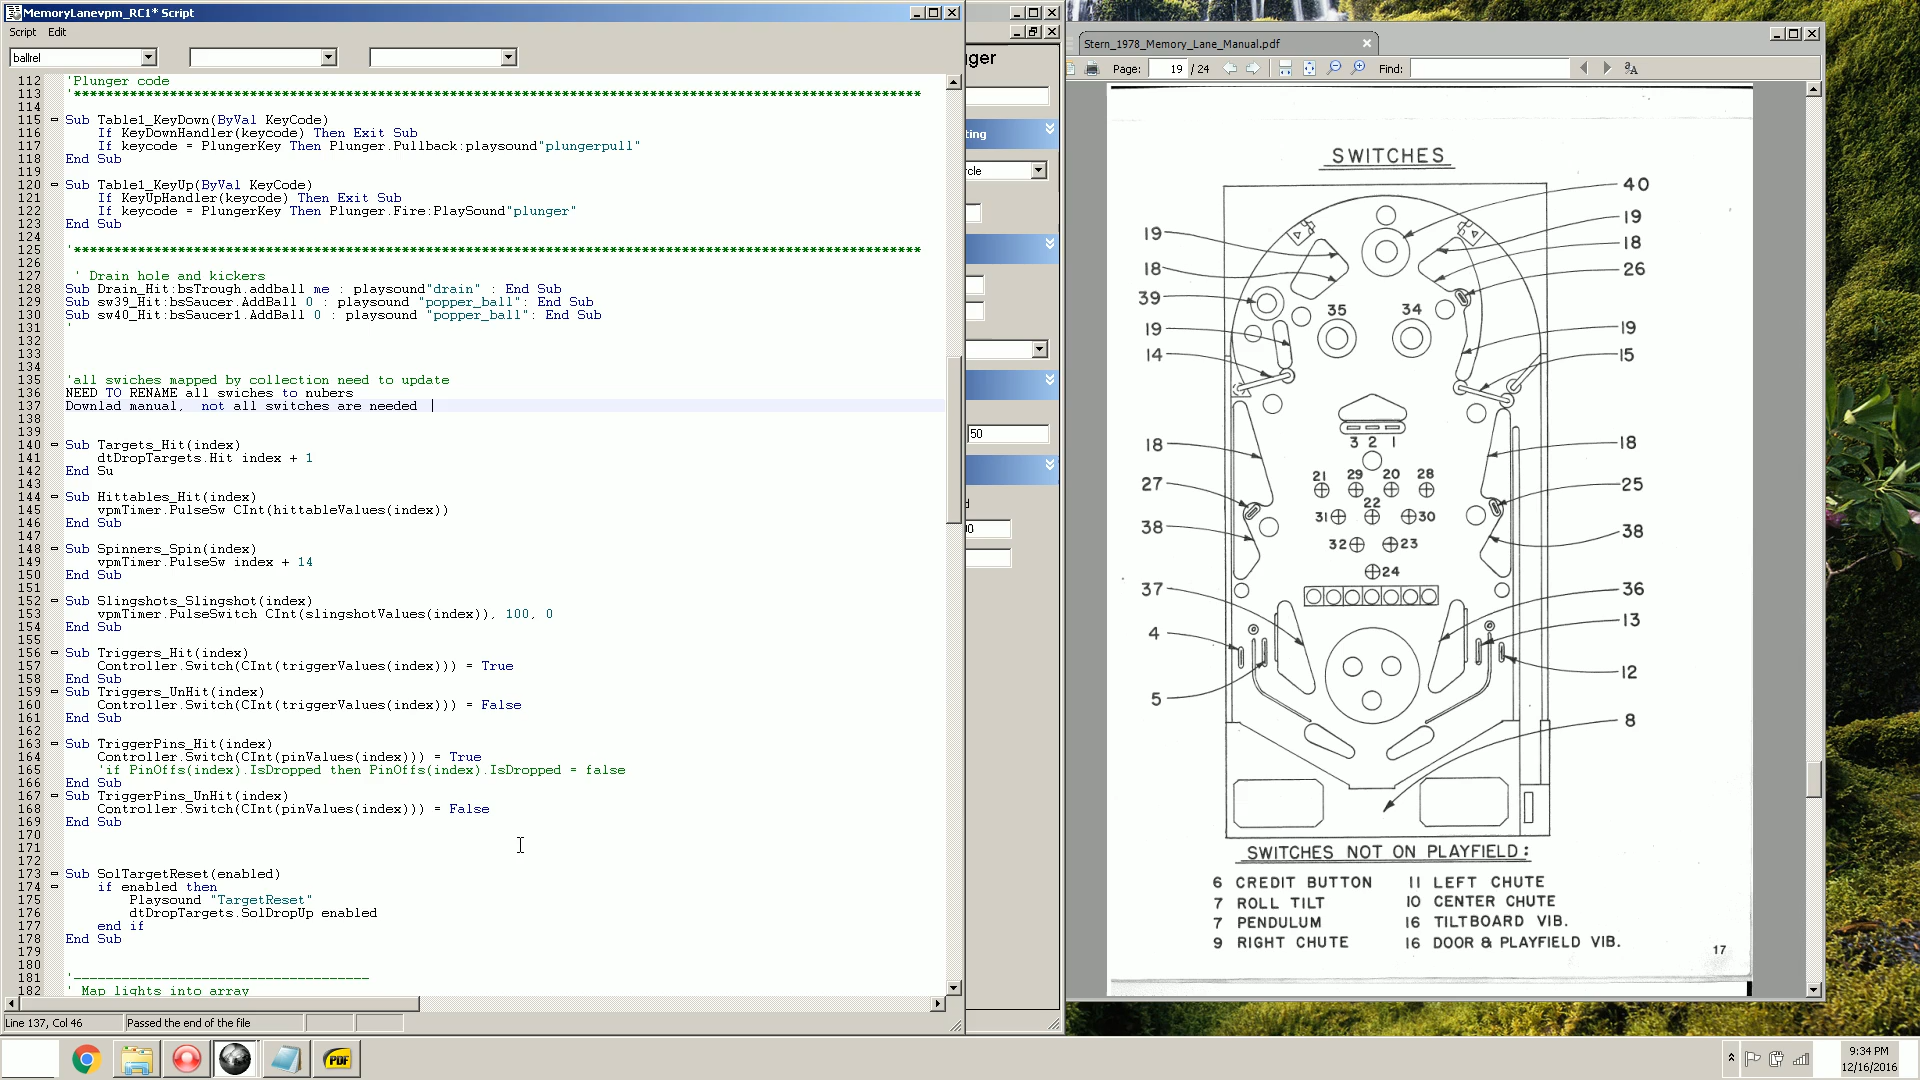 MemoryLanevpm_RC1* Script
Script Edit
ballrel
112 'Plunger code
113 '**********************************************************************************************************
114
115 Sub Table1_KeyDown(ByVal KeyCode)
116 If KeyDownHandler(keycode) Then Exit Sub
117 If keycode = PlungerKey Then Plunger.Pullback:playsound"plungerpull"
118 End Sub
119
120 Sub Table1_KeyUp(ByVal KeyCode)
121 If KeyUpHandler(keycode) Then Exit Sub
122 If keycode = PlungerKey Then Plunger.Fire:PlaySound"plunger"
123 End Sub
124
125 '**********************************************************************************************************
126
127 ' Drain hole and kickers
128 Sub Drain_Hit:bsTrough.addball me : playsound"drain" : End Sub
129 Sub sw39_Hit:bsSaucer.AddBall 0 : playsound "popper_ball": End Sub
130 Sub sw40_Hit:bsSaucer1.AddBall 0 : playsound "popper_ball": End Sub
131 '
132
133
134
135 'all swiches mapped by collection need to update
136 NEED TO RENAME all swiches to nubers
137 Downlad manual, not all switches are needed
138
139
140 Sub Targets_Hit(index)
141 dtDropTargets.Hit index + 1
142 End Su
143
144 Sub Hittables_Hit(index)
145 vpmTimer.PulseSw CInt(hittableValues(index))
146 End Sub
147
148 Sub Spinners_Spin(index)
149 vpmTimer.PulseSw index + 14
150 End Sub
151
152 Sub Slingshots_Slingshot(index)
153 vpmTimer.PulseSwitch CInt(slingshotValues(index)), 100, 0
154 End Sub
155
156 Sub Triggers_Hit(index)
157 Controller.Switch(CInt(triggerValues(index))) = True
158 End Sub
159 Sub Triggers_UnHit(index)
160 Controller.Switch(CInt(triggerValues(index))) = False
161 End Sub
162
163 Sub TriggerPins_Hit(index)
164 Controller.Switch(CInt(pinValues(index))) = True
165 'if PinOffs(index).IsDropped then PinOffs(index).IsDropped = false
166 End Sub
167 Sub TriggerPins_UnHit(index)
168 Controller.Switch(CInt(pinValues(index))) = False
169 End Sub
170
171
172
173 Sub SolTargetReset(enabled)
174 if enabled then
175 Playsound "TargetReset"
176 dtDropTargets.SolDropUp enabled
177 end if
178 End Sub
179
180
181 '_____________________________________
182 ' Map lights into array
Line 137, Col 46 Passed the end of the file
ger
ting
rcle
50
d
00
Stern_1978_Memory_Lane_Manual.pdf
Page: 19 / 24 Find:
SWITCHES
40
19 19
18 18
39 26
35 34
19 19
14 15
3 2 1
18 18
21 29 20 28
27 25
22
31 30
38 38
32 23
24
37 36
4 13
5 12
8
SWITCHES NOT ON PLAYFIELD:
6 CREDIT BUTTON 11 LEFT CHUTE
7 ROLL TILT 10 CENTER CHUTE
7 PENDULUM 16 TILTBOARD VIB.
9 RIGHT CHUTE 16 DOOR & PLAYFIELD VIB.
17
PDF
9:34 PM
12/16/2016